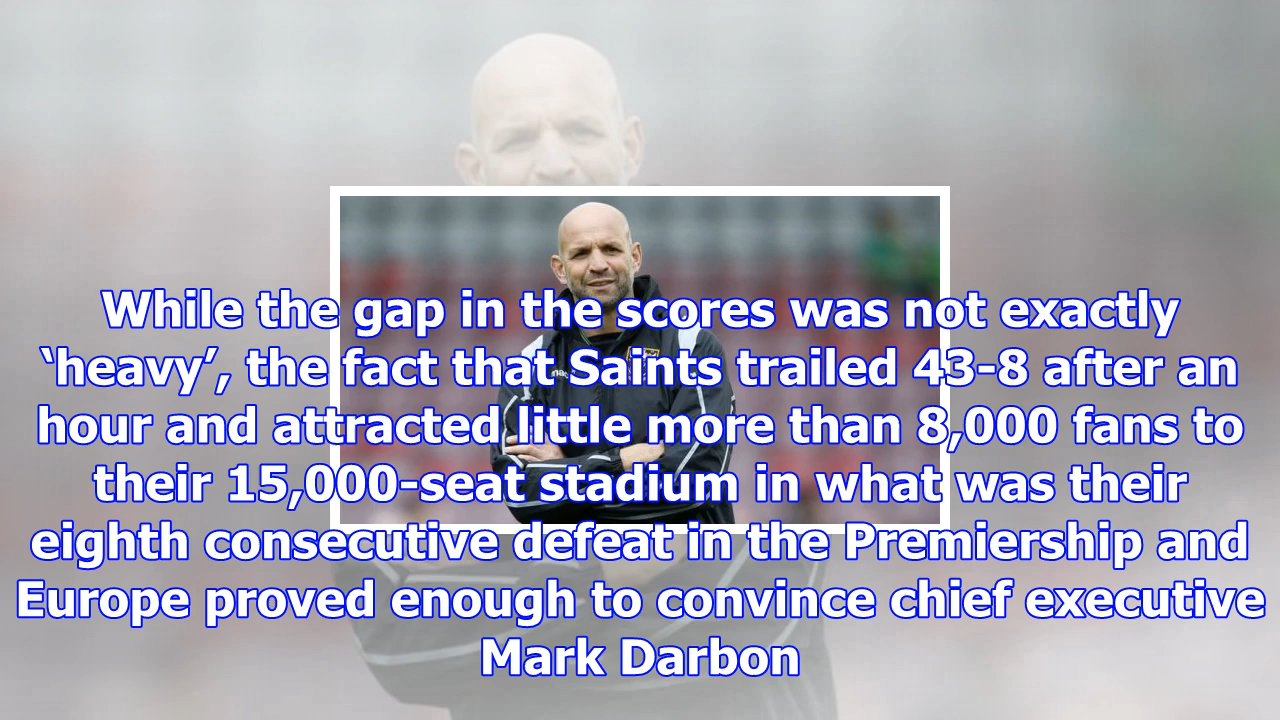 While the gap in the scores was not exactly
‘heavy’, the fact that Saints trailed 43-8 after an
hour and attracted little more than 8,000 fans to
their 15,000-seat stadium in what was their
eighth consecutive defeat in the Premiership and
Europe proved enough to convince chief executive
Mark Darbon